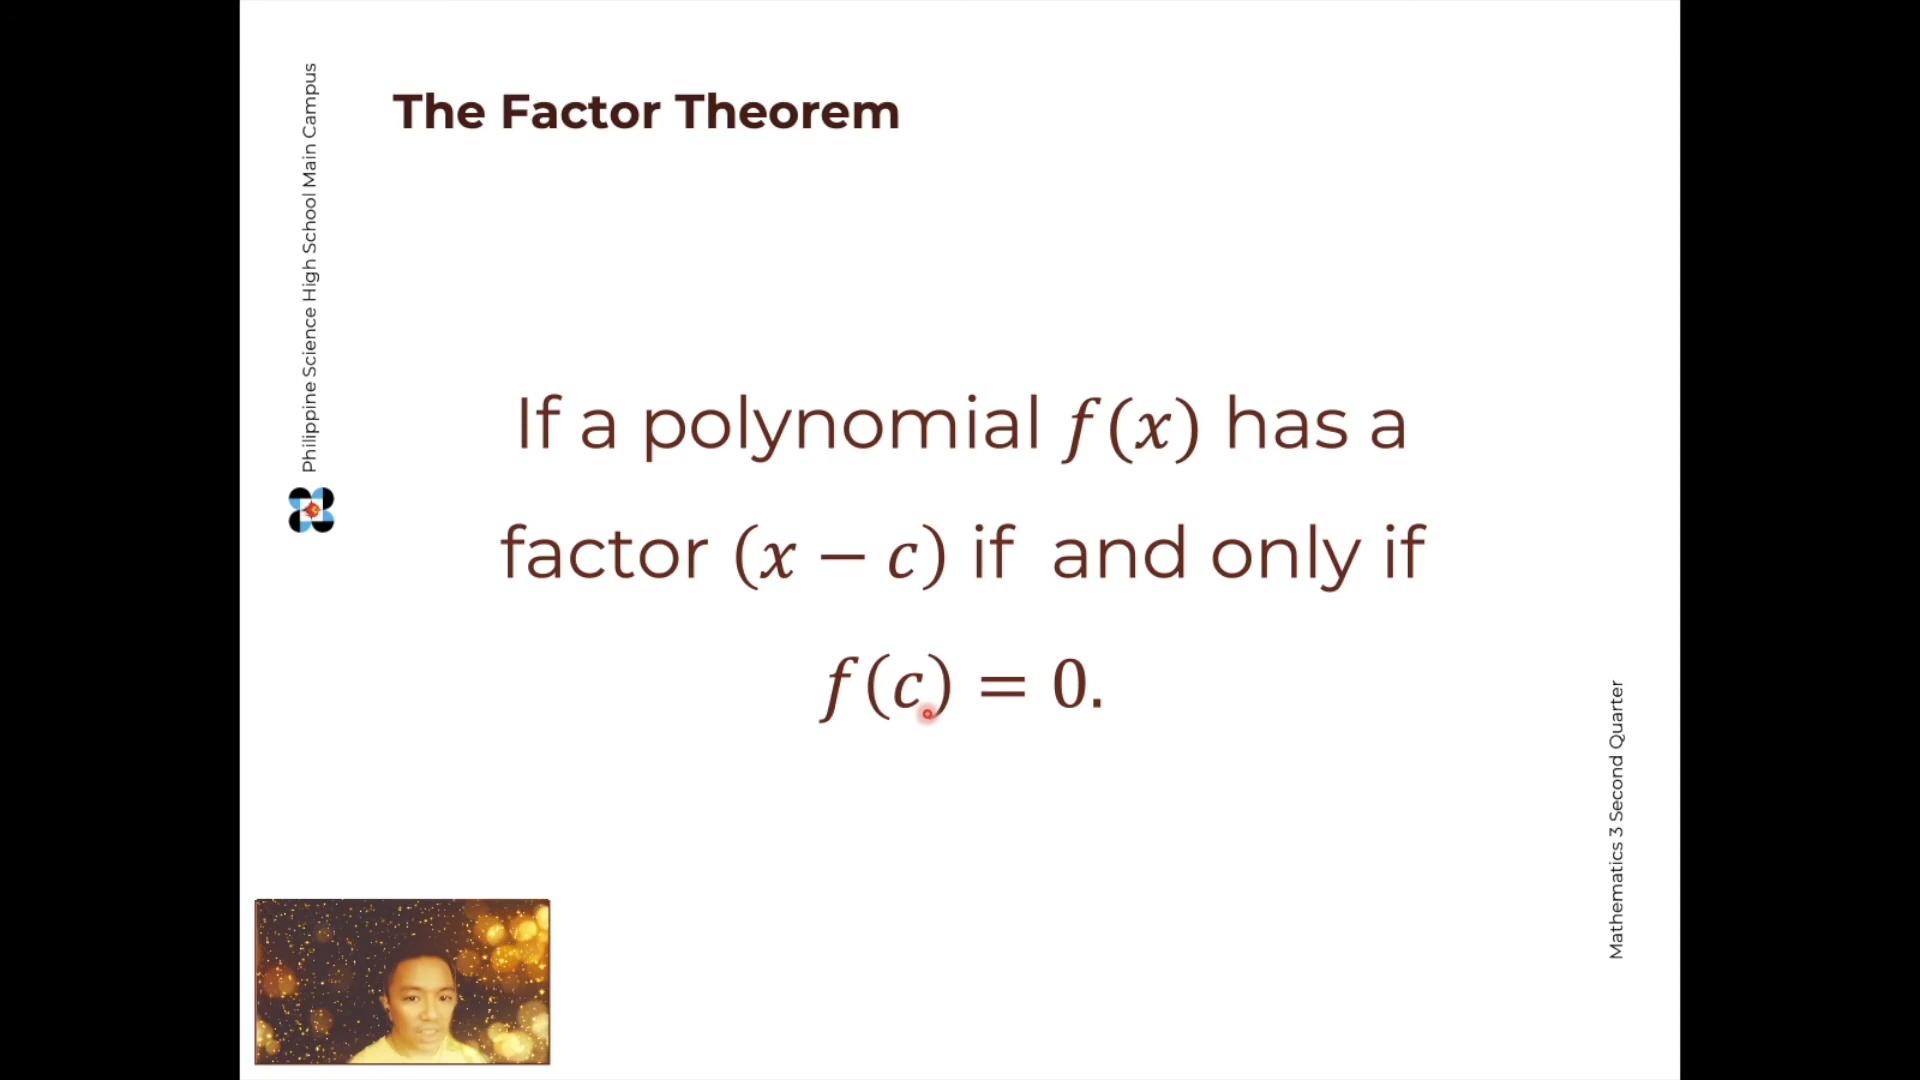 The Factor Theorem
Philippine Science High School Main Campus
If a polynomial f(x) has a
factor (x − c) if and only if
f(c) = 0.
Mathematics 3 Second Quarter